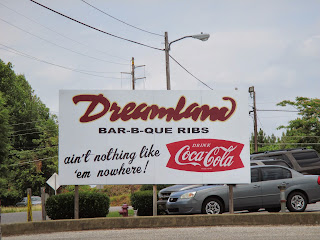 Dreamland
BAR-B-QUE RIBS
ain't nothing like
'em nowhere!
DRINK
Coca-Cola